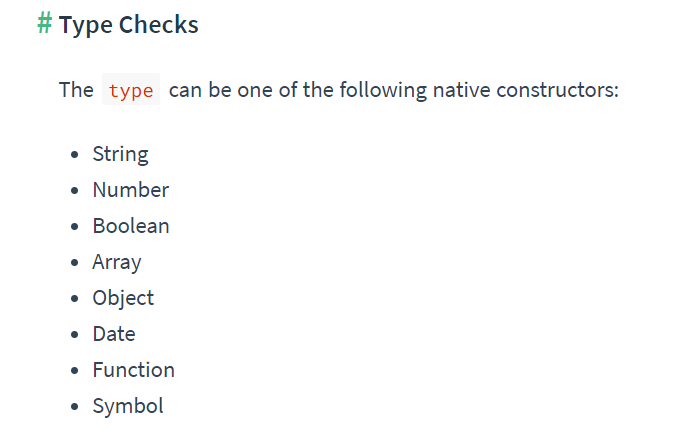 # Type Checks
The type can be one of the following native constructors:
• String
• Number
• Boolean
• Array
• Object
• Date
• Function
• Symbol